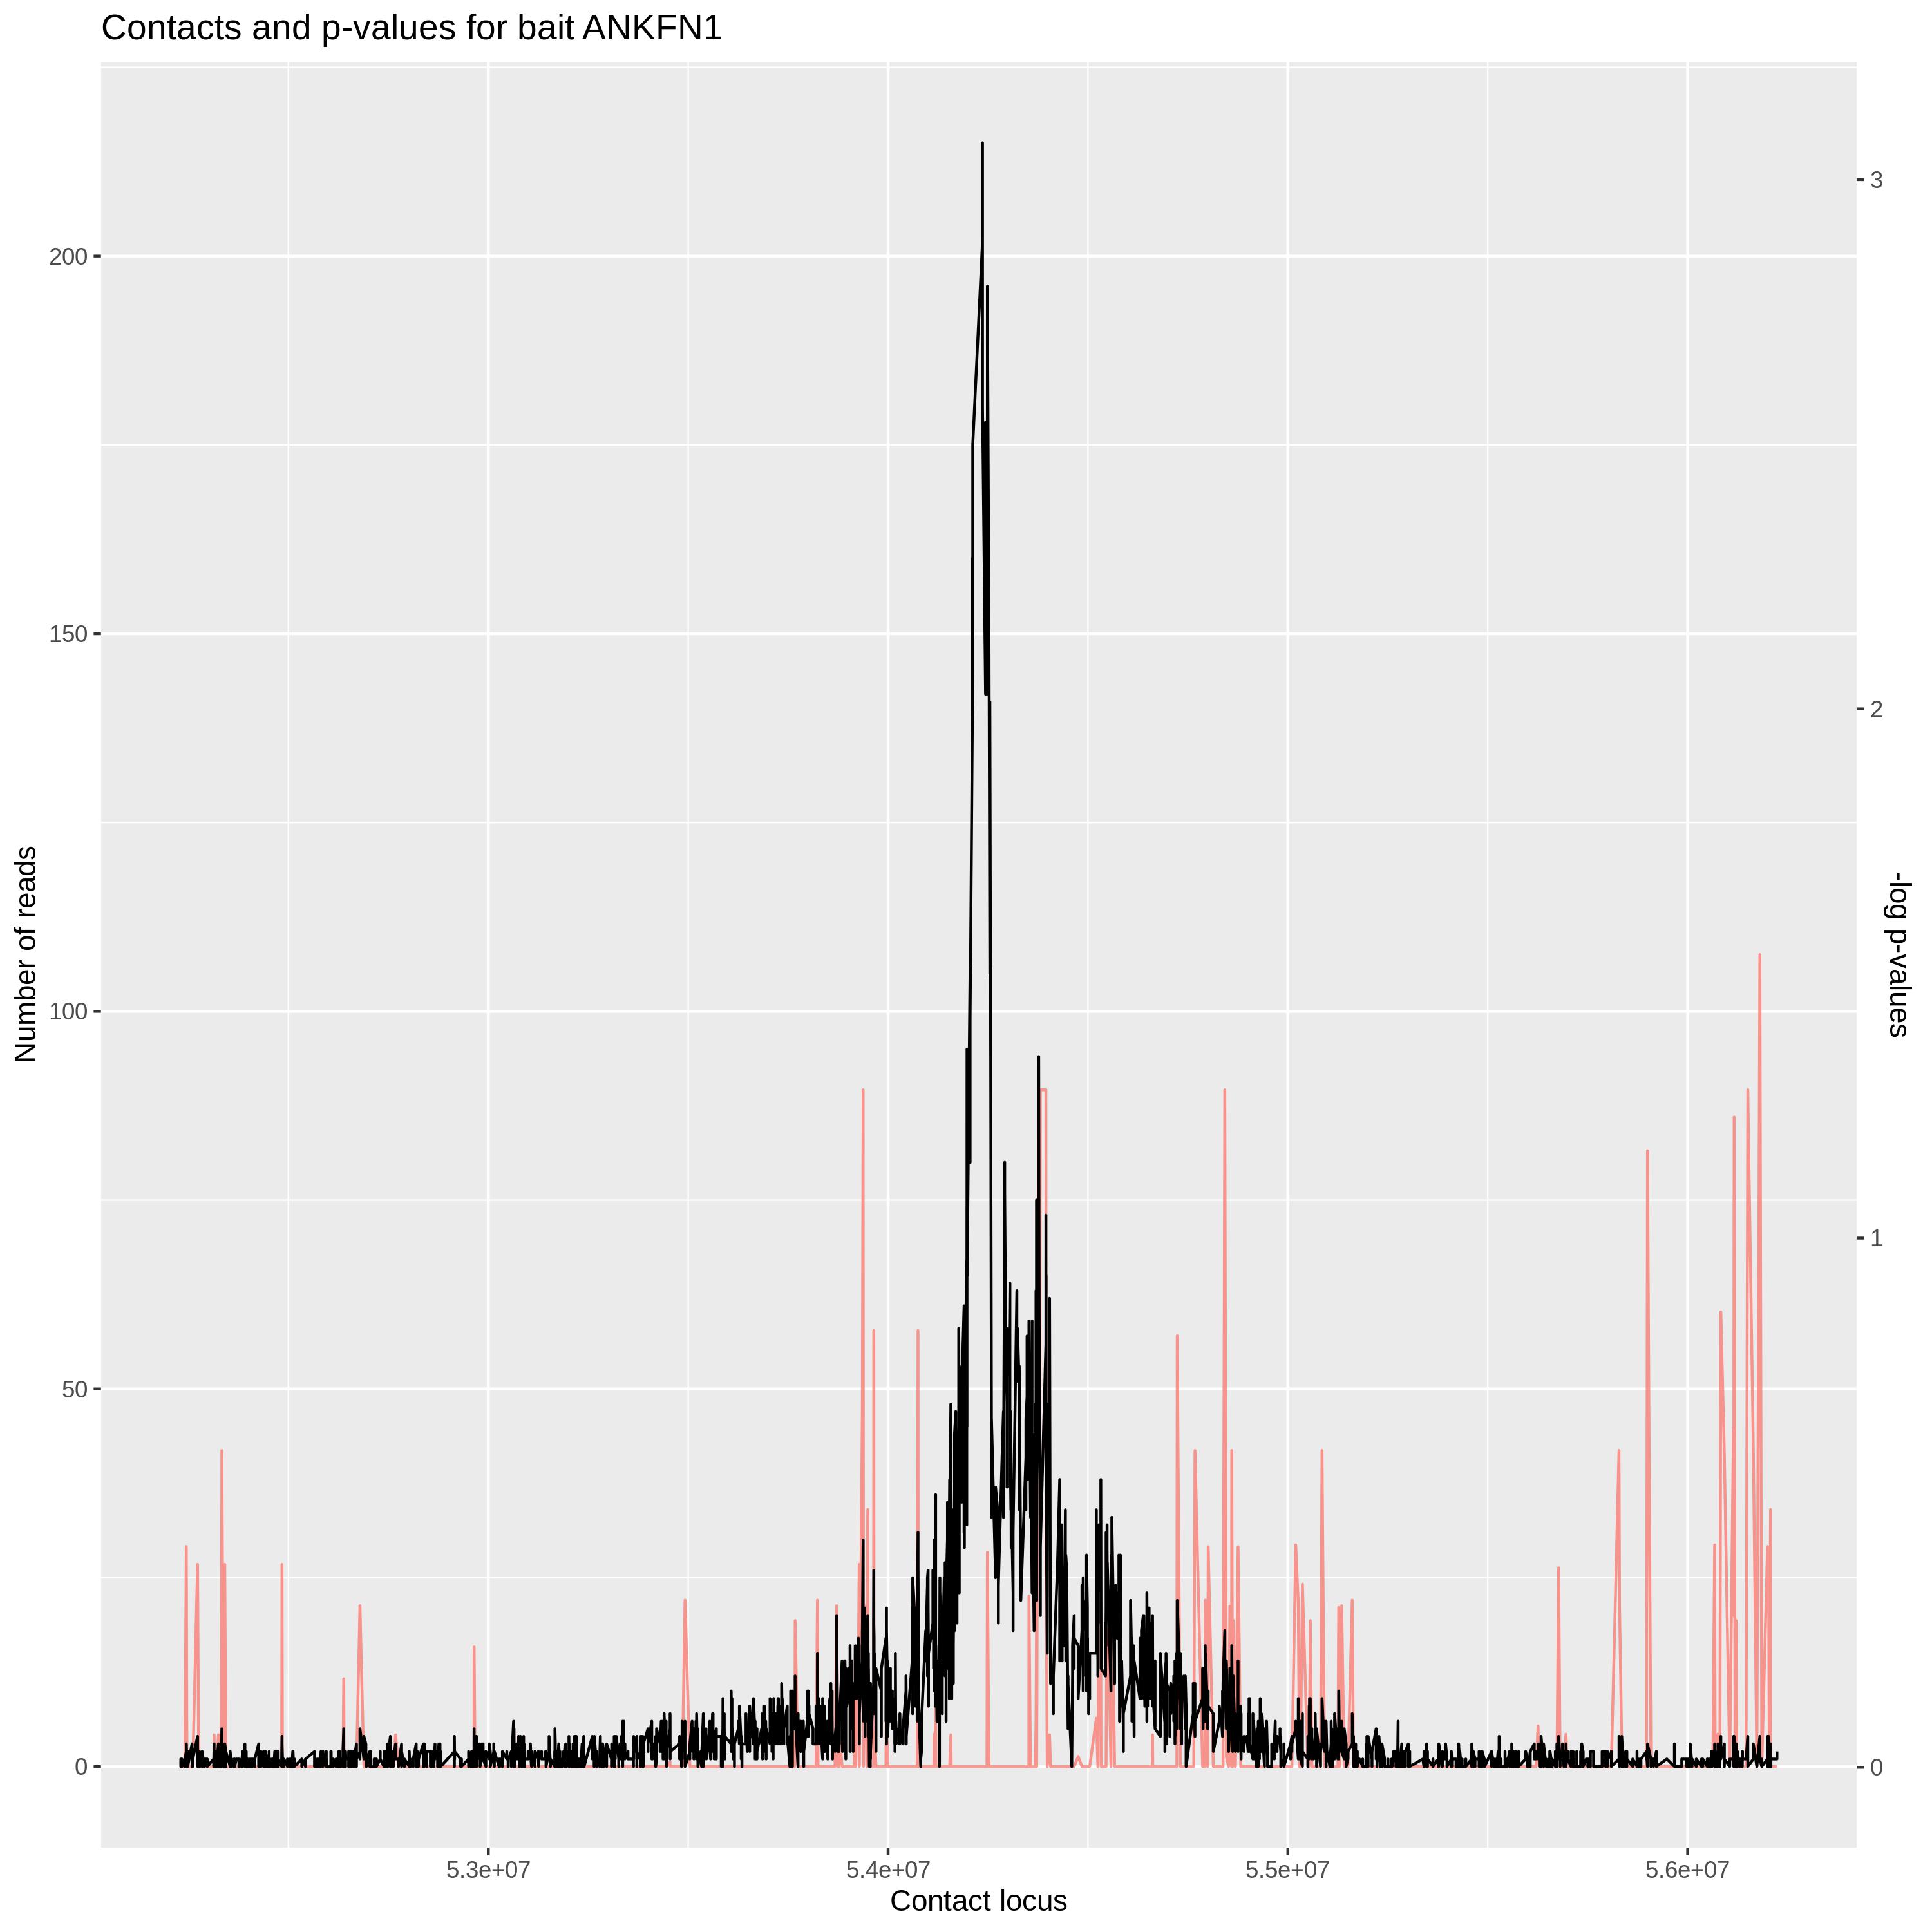 Contacts and p-values for bait ANKFN1
Number of reads
200
150
100
50
0
3
2
1
0
-log p-values
5.3e+07
5.4e+07
5.5e+07
5.6e+07
Contact locus